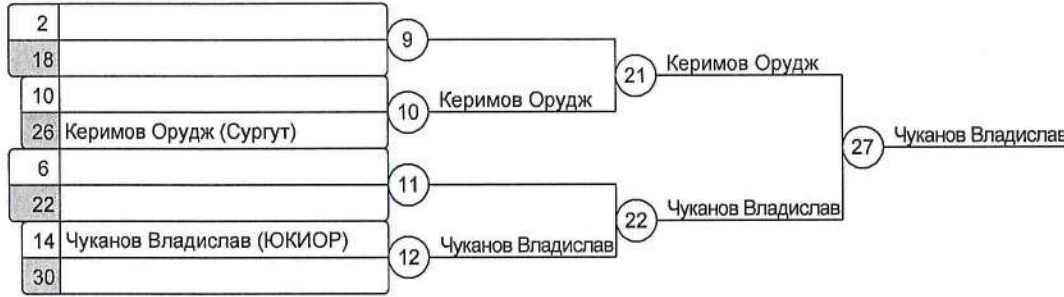 2
18
9
10
26 Керимов Орудж (Сургут)
10 Керимов Орудж
21 Керимов Орудж
6
22
11
14 Чуканов Владислав (ЮКИОР)
30
12 Чуканов Владислав
22 Чуканов Владислав
27 Чуканов Владислав